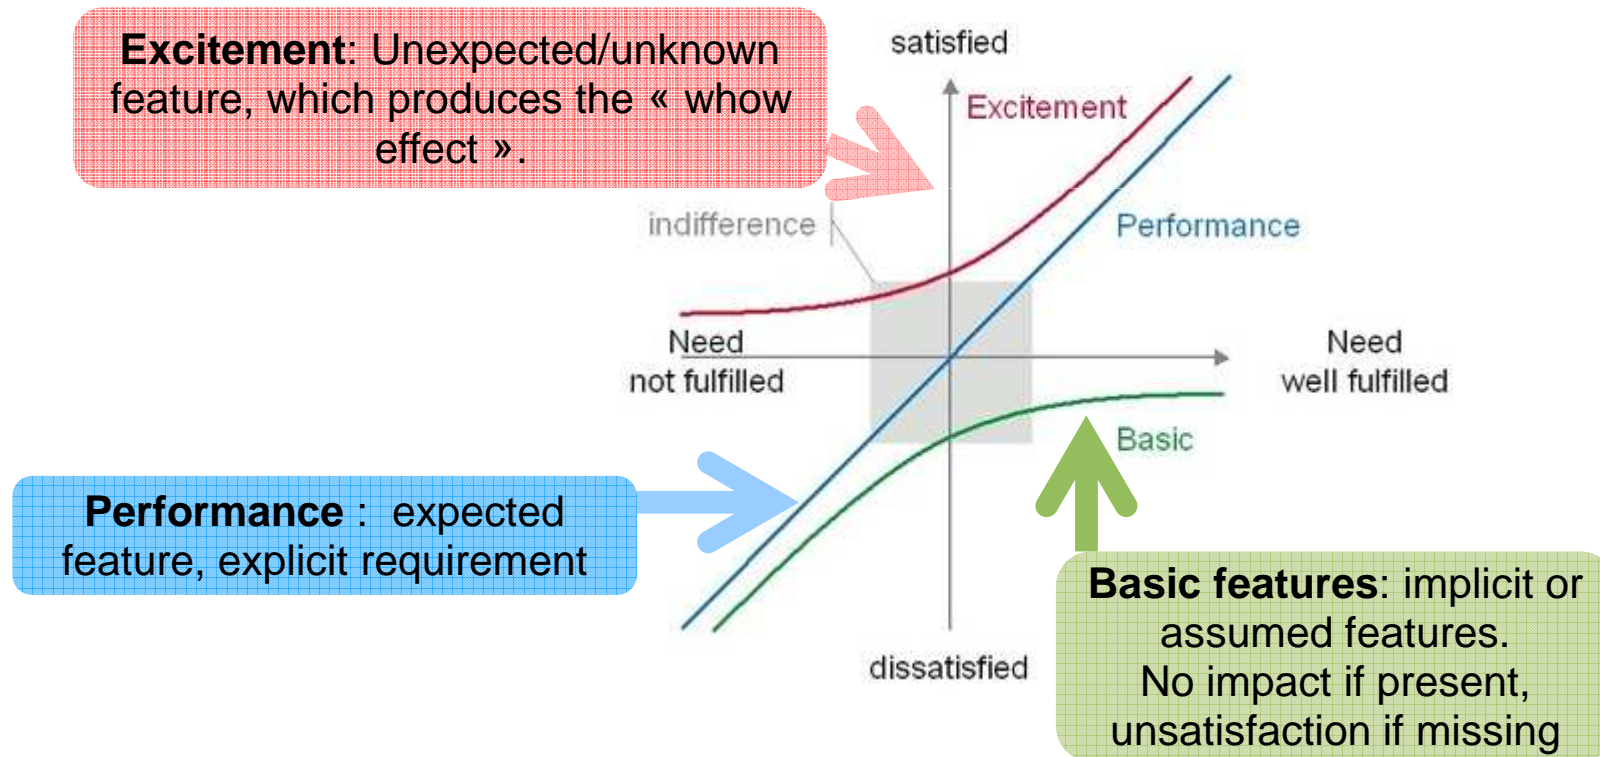 Excitement: Unexpected/unknown
feature, which produces the « whow
effect ».
satisfied
Excitement
indifference
Performance
Need
not fulfilled
Need
well fulfilled
Basic
Performance : expected
feature, explicit requirement
dissatisfied
Basic features: implicit or
assumed features.
No impact if present,
unsatisfaction if missing